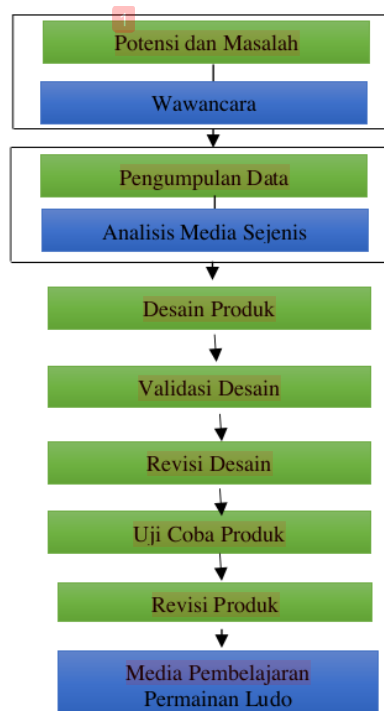 1
Potensi dan Masalah
Wawancara
Pengumpulan Data
Analisis Media Sejenis
Desain Produk
Validasi Desain
Revisi Desain
Uji Coba Produk
Revisi Produk
Media Pembelajaran
Permainan Ludo